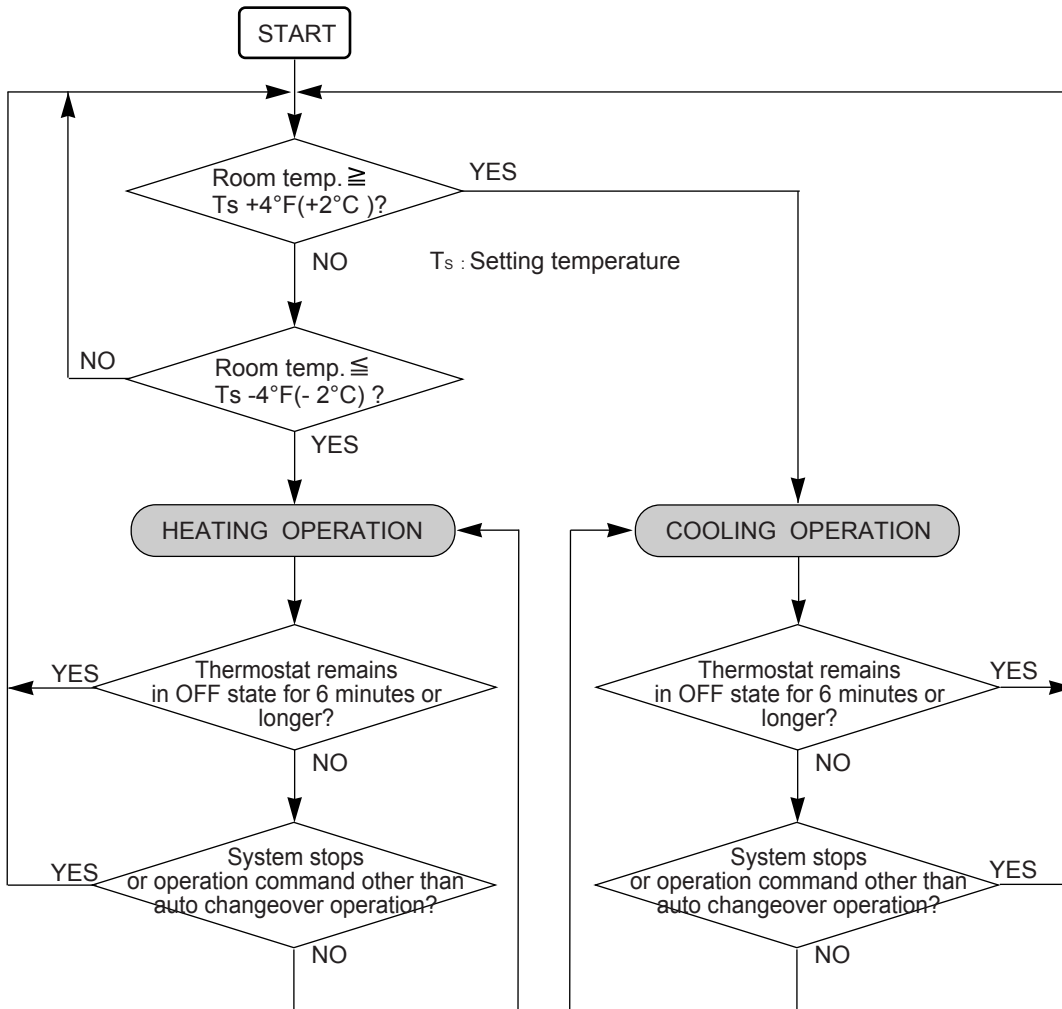 START
Room temp. ≧
Ts +4°F(+2°C )?
YES
NO
Ts : Setting temperature
NO
Room temp. ≦
Ts -4°F(- 2°C) ?
YES
HEATING OPERATION
COOLING OPERATION
YES
Thermostat remains
in OFF state for 6 minutes or
longer?
NO
Thermostat remains
in OFF state for 6 minutes or
longer?
YES
NO
YES
System stops
or operation command other than
auto changeover operation?
NO
System stops
or operation command other than
auto changeover operation?
YES
NO